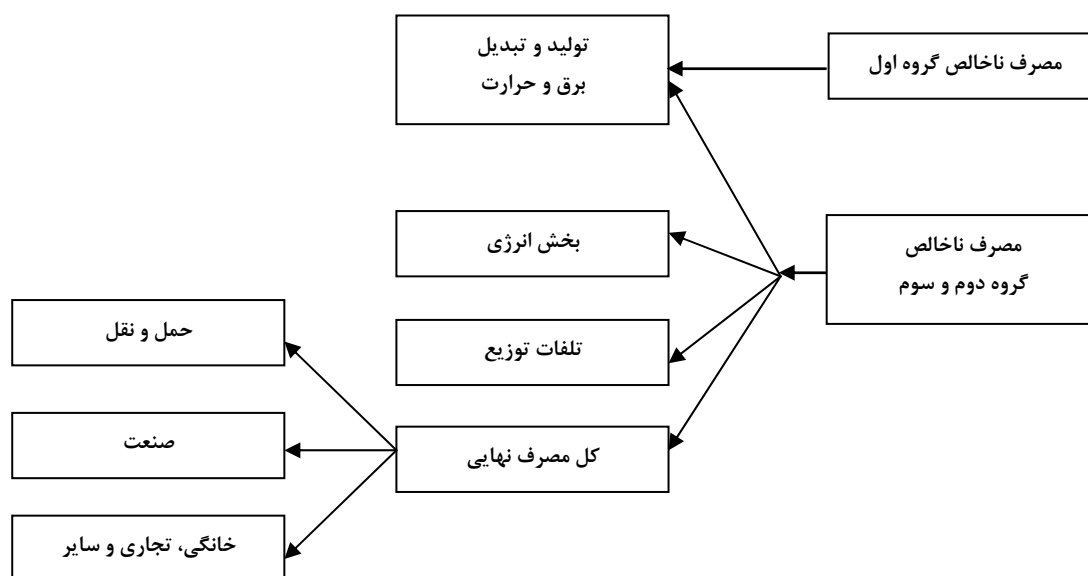 مصرف ناخالص گروه اول
تولید و تبدیل
برق و حرارت
مصرف ناخالص
گروه دوم و سوم
بخش انرژی
تلفات توزیع
کل مصرف نهایی
حمل و نقل
صنعت
خانگی، تجاری و سایر